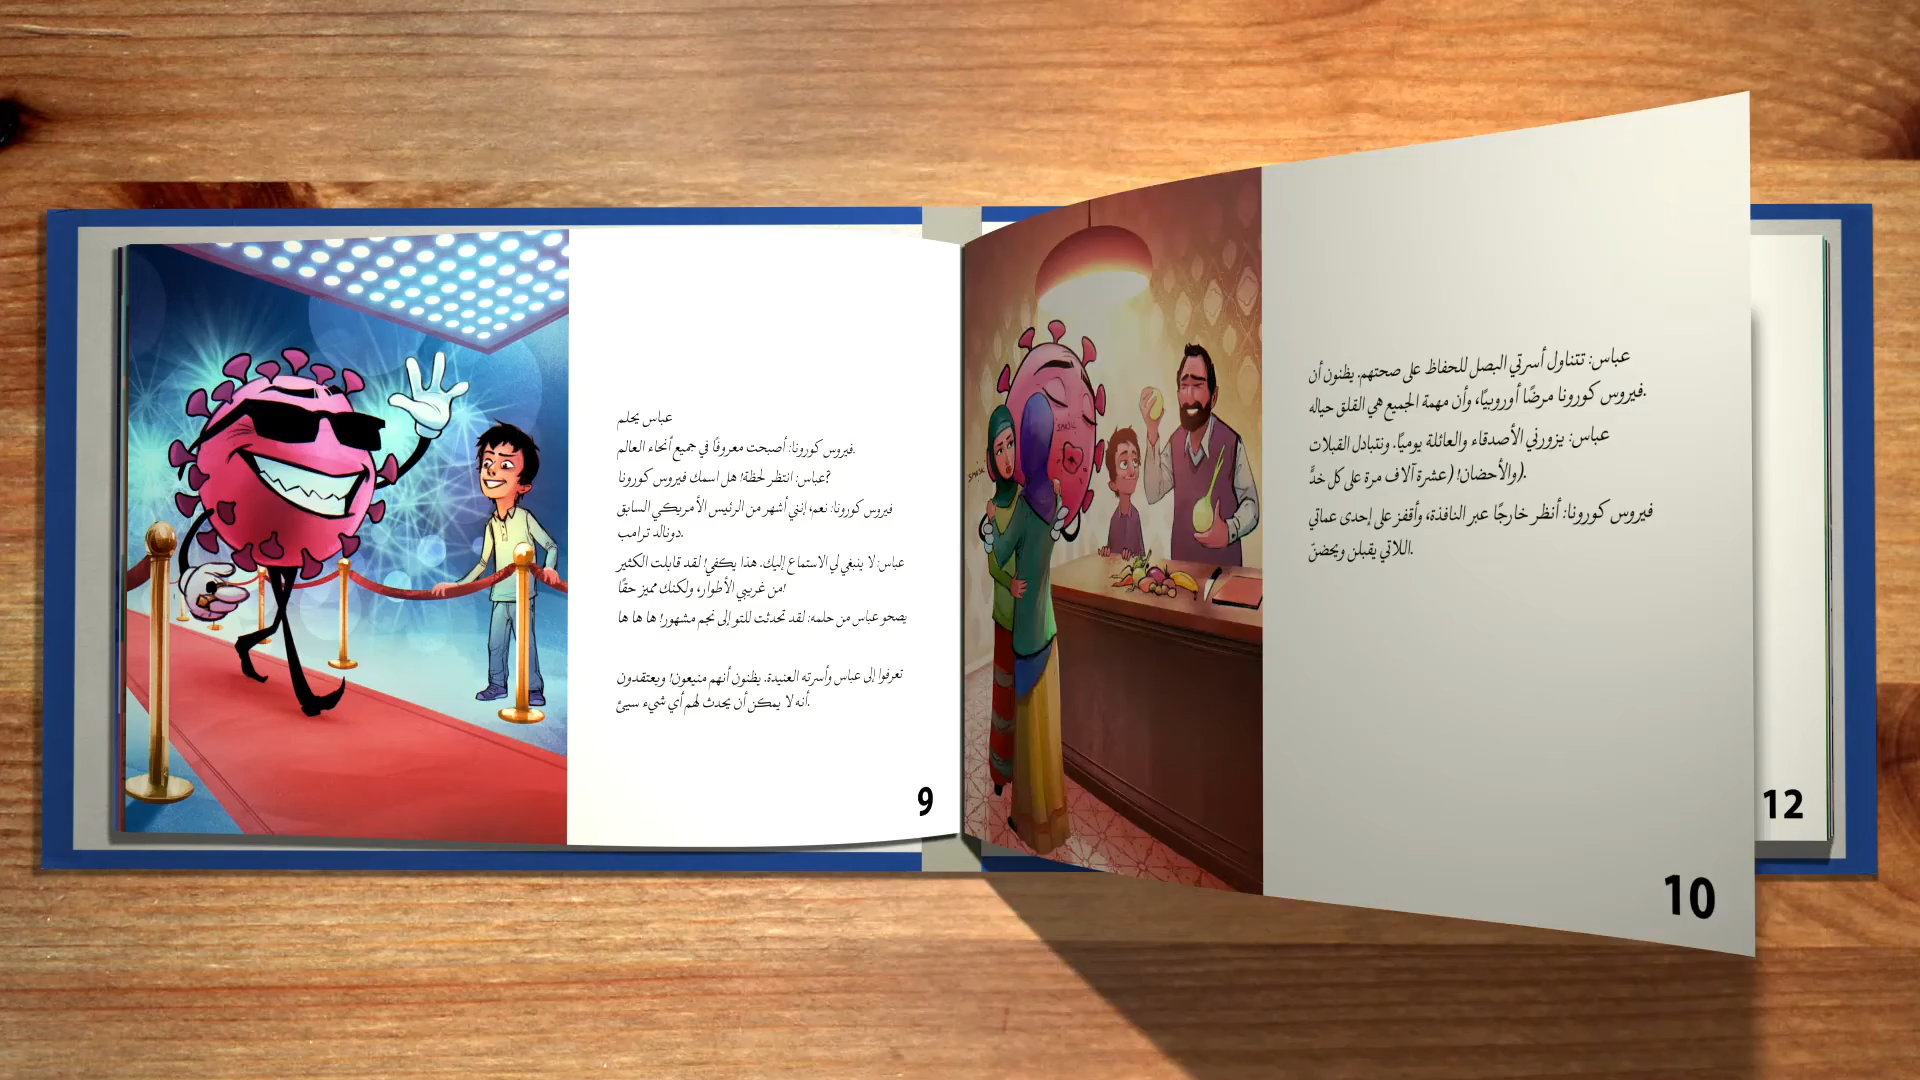 عباس يحلم
فيروس كورونا: أصبحت معروفًا في جميع أنحاء العالم.
عباس: انتظر لحظة! هل اسمك فيروس كورونا؟
فيروس كورونا: نعم، إنني أشهر من الرئيس الأمريكي السابق
دونالد ترامب.
عباس: لا ينبغي لي الاستماع إليك. هذا يكفي! لقد قابلت الكثير
من غريبي الأطوار، ولكنك مميز حقًا!
يصحو عباس من حلمه: لقد تحدثت للتو إلى نجم مشهور! ها ها ها
تعرفوا إلى عباس وأسرته العنيدة. يظنون أنهم منيعون! ويعتقدون
أنه لا يمكن أن يحدث لهم أي شيء سيئ.
9
SMASK
SMASK
عباس: تتناول أسرتي البصل للحفاظ على صحتهم. يظنون أن
فيروس كورونا مرضًا أوروبيًا، وأن مهمة الجميع هي القلق حياله.
عباس: يزورني الأصدقاء والعائلة يوميًا. ونتبادل القبلات
والأحضان! (عشرة آلاف مرة على كل خدًّ).
فيروس كورونا: أنظر خارجًا عبر النافذة، وأقفز على إحدى عماتي
اللاتي يقبلن ويحضنّ.
10
12